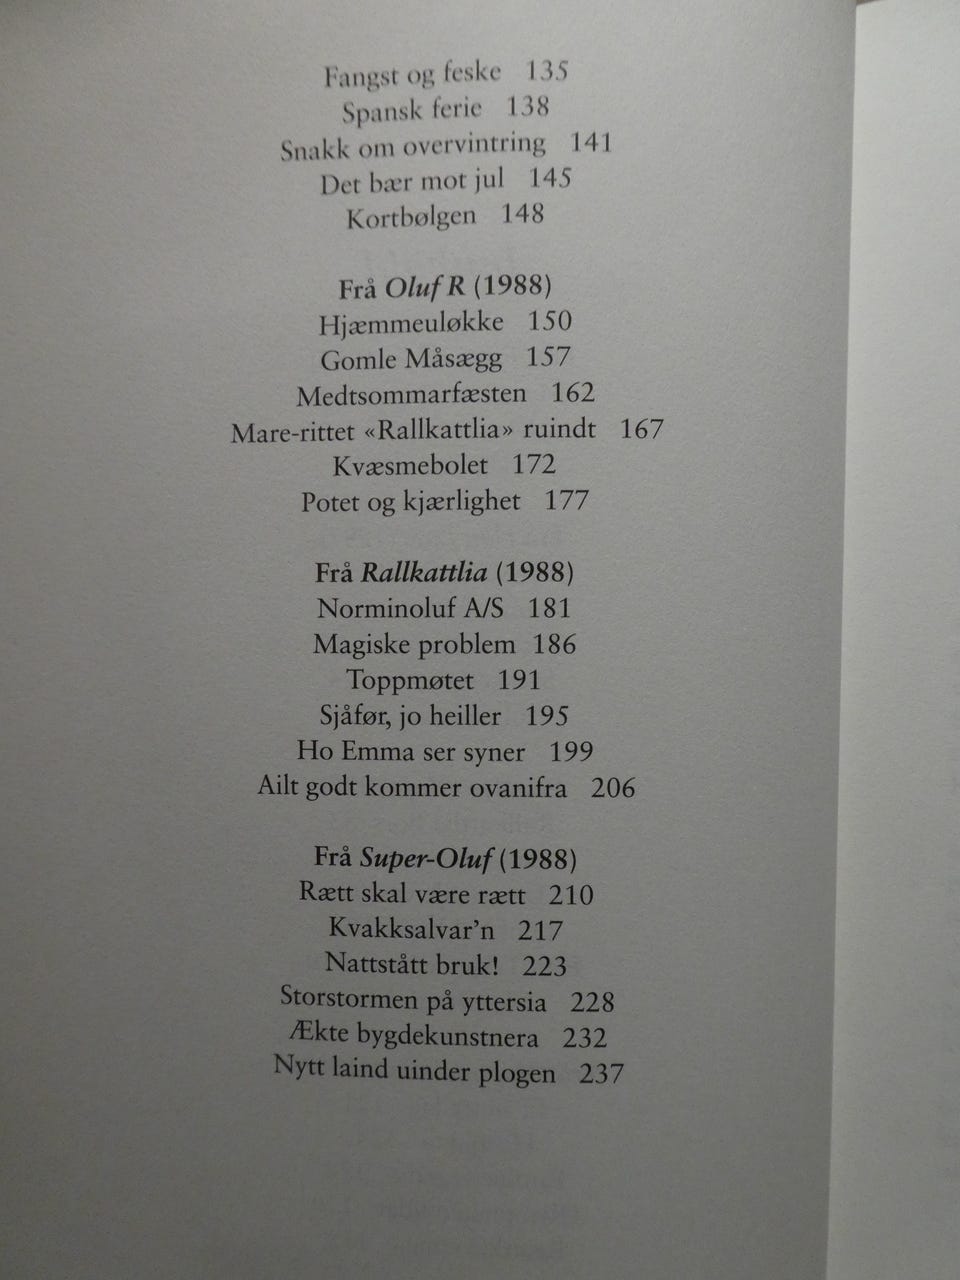 Fangst og feske 135
Spansk ferie 138
Snakk om overvintring 141
Det bær mot jul 145
Kortbølgen 148
Frå Oluf R (1988)
Hjæmmeuløkke 150
Gomle Måsægg 157
Medtsommarfæsten 162
Mare-rittet «Rallkattlia» ruindt 167
Kvæsmebolet 172
Potet og kjærlighet 177
Frå Rallkattlia (1988)
Norminoluf A/S 181
Magiske problem 186
Toppmøtet 191
Sjåfør, jo heiller 195
Ho Emma ser syner 199
Ailt godt kommer ovanifra 206
Frå Super-Oluf (1988)
Rætt skal være rætt 210
Kvakksalvar'n 217
Nattstått bruk! 223
Storstormen på yttersia 228
Ækte bygdekunstnera 232
Nytt laind uinder plogen 237